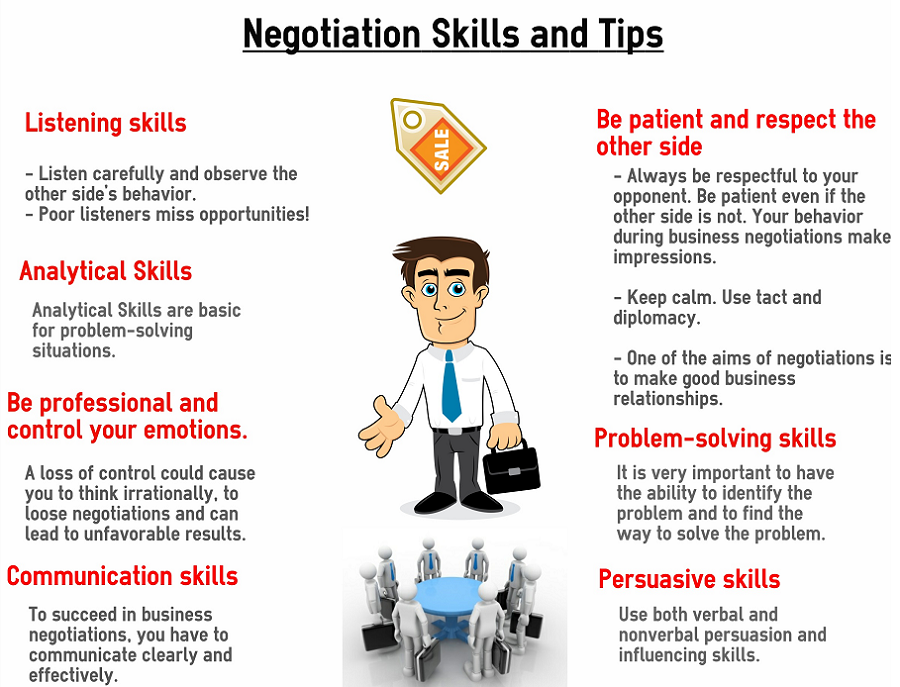 Negotiation Skills and Tips
Listening skills
- Listen carefully and observe the
other side's behavior.
- Poor listeners miss opportunities!
Analytical Skills
Analytical Skills are basic
for problem-solving
situations.
Be professional and
control your emotions.
A loss of control could cause
you to think irrationally, to
loose negotiations and can
lead to unfavorable results.
Communication skills
To succeed in business
negotiations, you have to
communicate clearly and
effectively.
SALE
Be patient and respect the
other side
- Always be respectful to your
opponent. Be patient even if the
other side is not. Your behavior
during business negotiations make
impressions.
- Keep calm. Use tact and
diplomacy.
- One of the aims of negotiations is
to make good business
relationships.
Problem-solving skills
It is very important to have
the ability to identify the
problem and to find the
way to solve the problem.
Persuasive skills
Use both verbal and
nonverbal persuasion and
influencing skills.